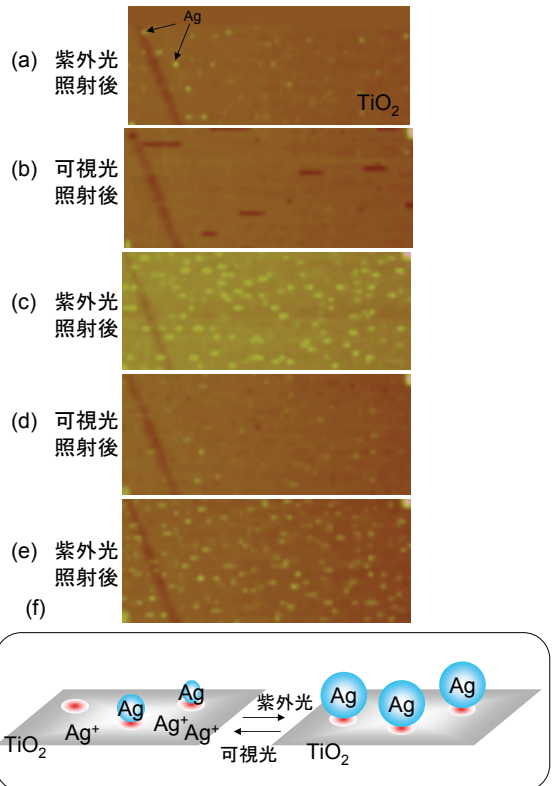 Ag
(a) 紫外光
照射後
TiO2
(b) 可視光
照射後
(c) 紫外光
照射後
(d) 可視光
照射後
(e) 紫外光
照射後
(f)
Ag Ag Ag+ Ag+ Ag+ TiO2
紫外光
可視光
Ag Ag Ag TiO2